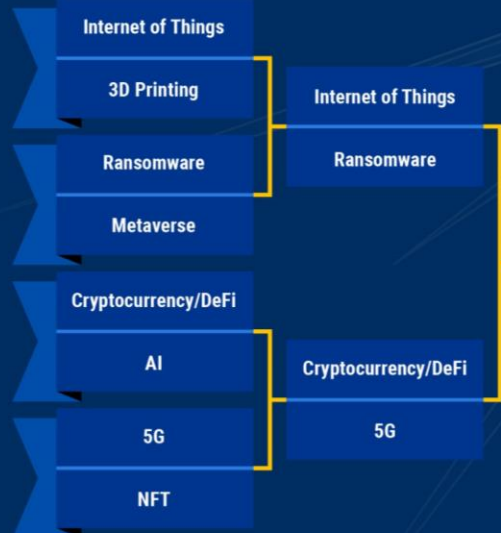 Internet of Things
3D Printing
Ransomware
Metaverse
Cryptocurrency/DeFi
AI
5G
NFT
Internet of Things
Ransomware
Cryptocurrency/DeFi
5G